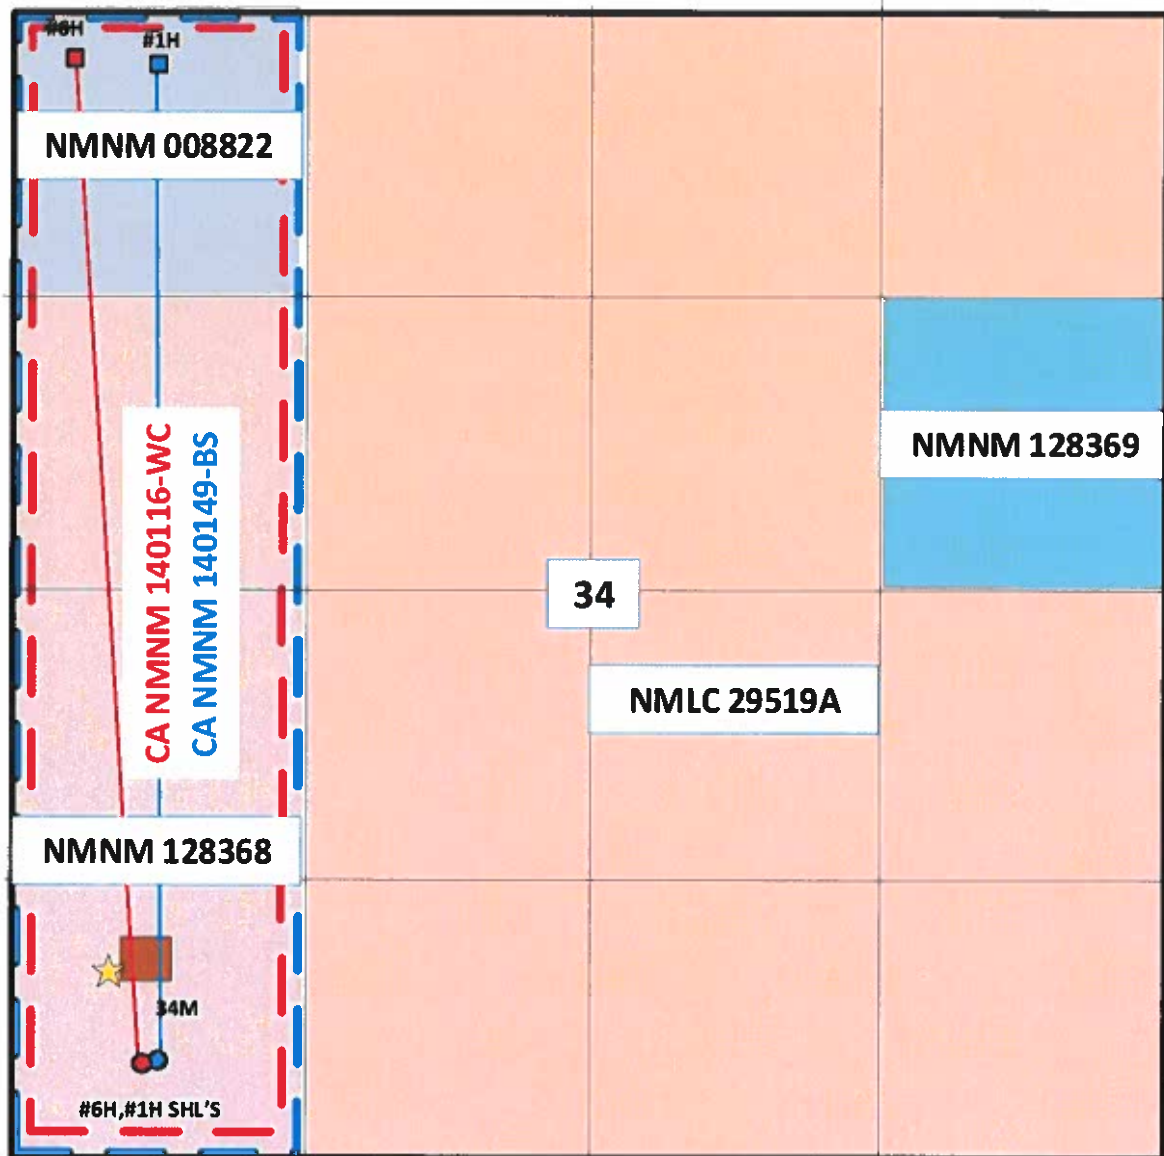 #6H
#1H
NMNM 008822
CA NMNM 140116-WC
CA NMNM 140149-BS
NMNM 128369
34
NMLC 29519A
NMNM 128368
34M
#6H,#1H SHL'S